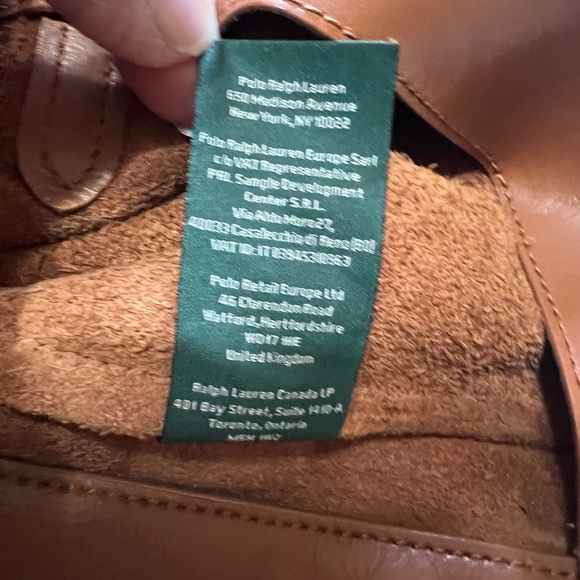 Polo Ralph Lauren
650 Madison Avenue
New York, NY 10022
Polo Ralph Lauren Europe Sarl
c/o VAT Representative
PRL Sample Development
Center S.R.L.
Via Aldo Moro 27,
40033 Casalecchio di Reno (BO)
VAT ID: IT 03945310963
Polo Retail Europe Ltd
46 Clarendon Road
Watford, Hertfordshire
WD17 1HE
United Kingdom
Ralph Lauren Canada LP
401 Bay Street, Suite 1410-A
Toronto, Ontario